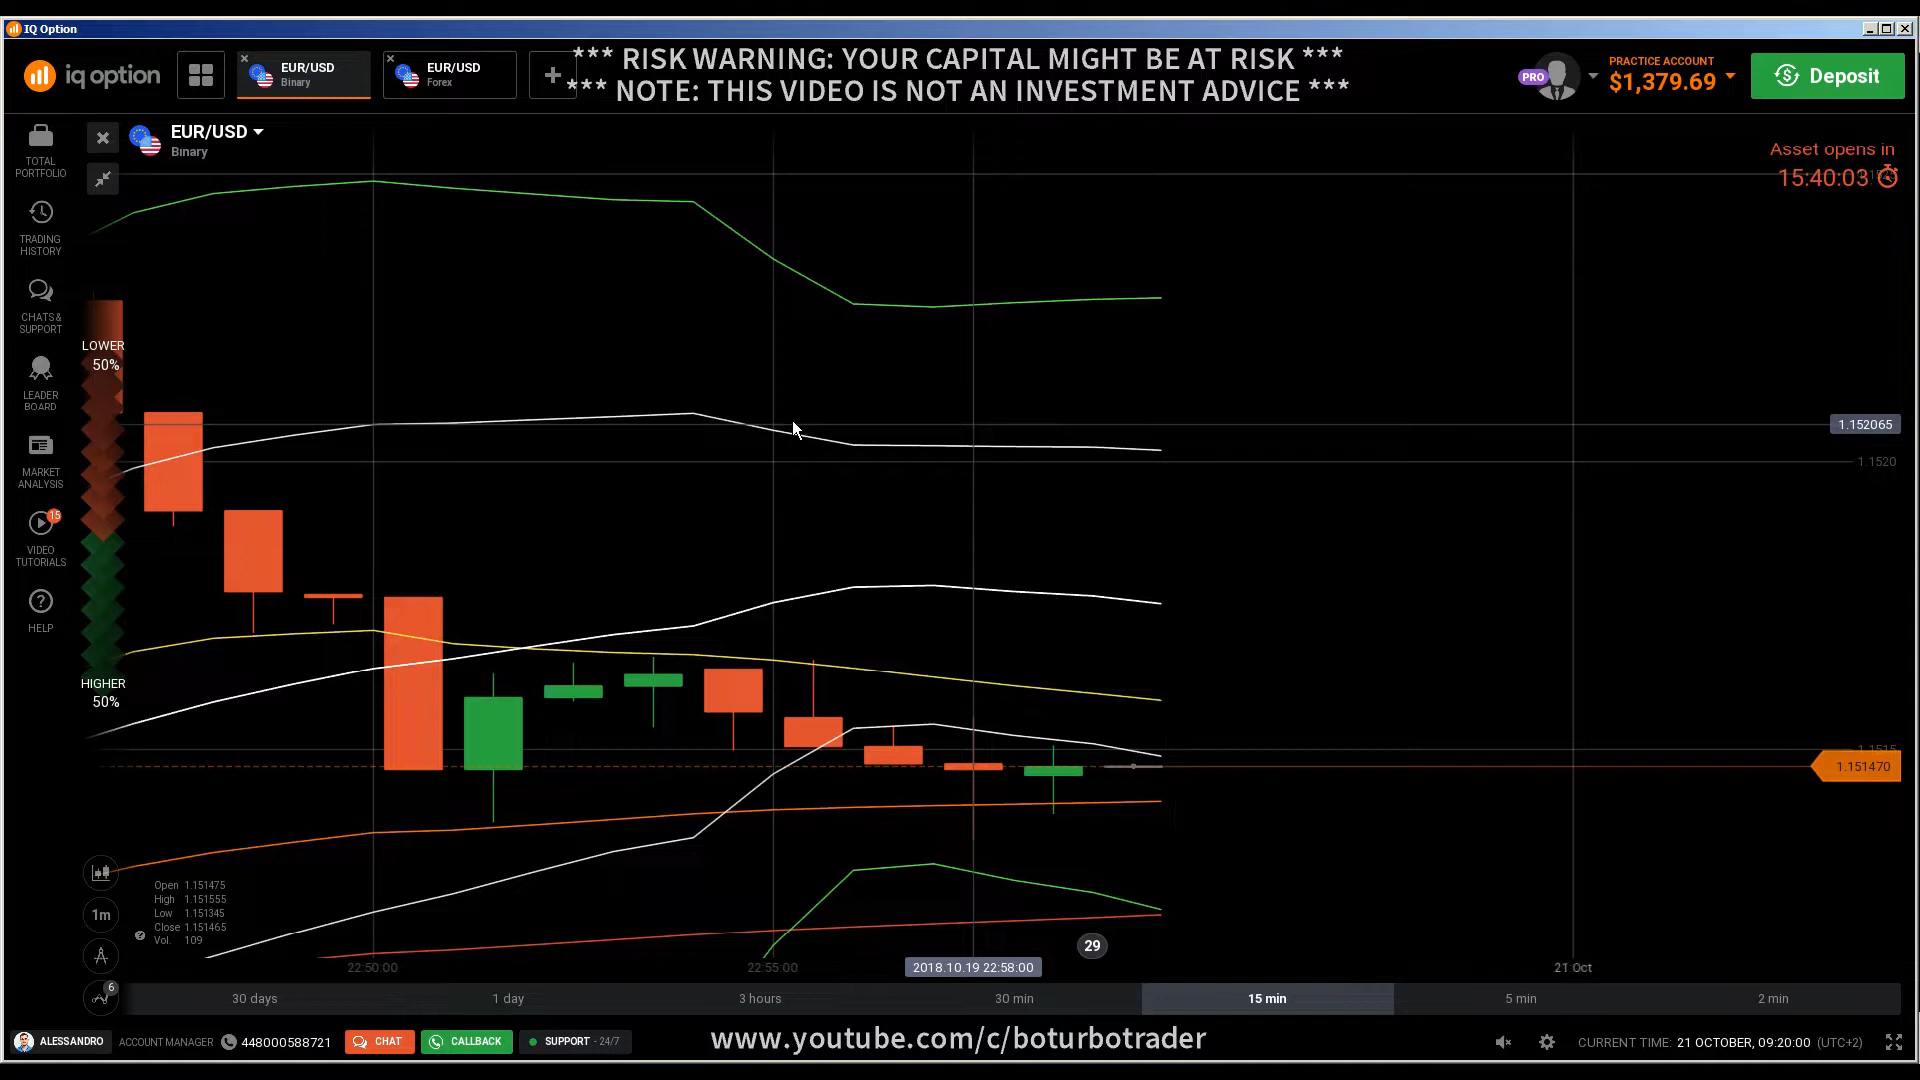 IQ Option
iq option
EUR/USD
Binary
EUR/USD
Forex
*** RISK WARNING: YOUR CAPITAL MIGHT BE AT RISK ***
*** NOTE: THIS VIDEO IS NOT AN INVESTMENT ADVICE ***
PRO
PRACTICE ACCOUNT
$1,379.69
Deposit
EUR/USD
Binary
Asset opens in
15:40:03
TOTAL
PORTFOLIO
TRADING
HISTORY
CHATS &
SUPPORT
LEADER
BOARD
MARKET
ANALYSIS
15
VIDEO
TUTORIALS
?
HELP
LOWER
50%
HIGHER
50%
1.152065
1.1520
1.1515
1.151470
1m
6
Open 1.151475
High 1.151555
Low 1.151345
Close 1.151465
Vol. 109
29
22:50:00
22:55:00
2018.10.19 22:58:00
21 Oct
30 days
1 day
3 hours
30 min
15 min
5 min
2 min
ALESSANDRO
ACCOUNT MANAGER
448000588721
CHAT
CALLBACK
SUPPORT - 24/7
www.youtube.com/c/boturbotrader
CURRENT TIME: 21 OCTOBER, 09:20:00 (UTC+2)